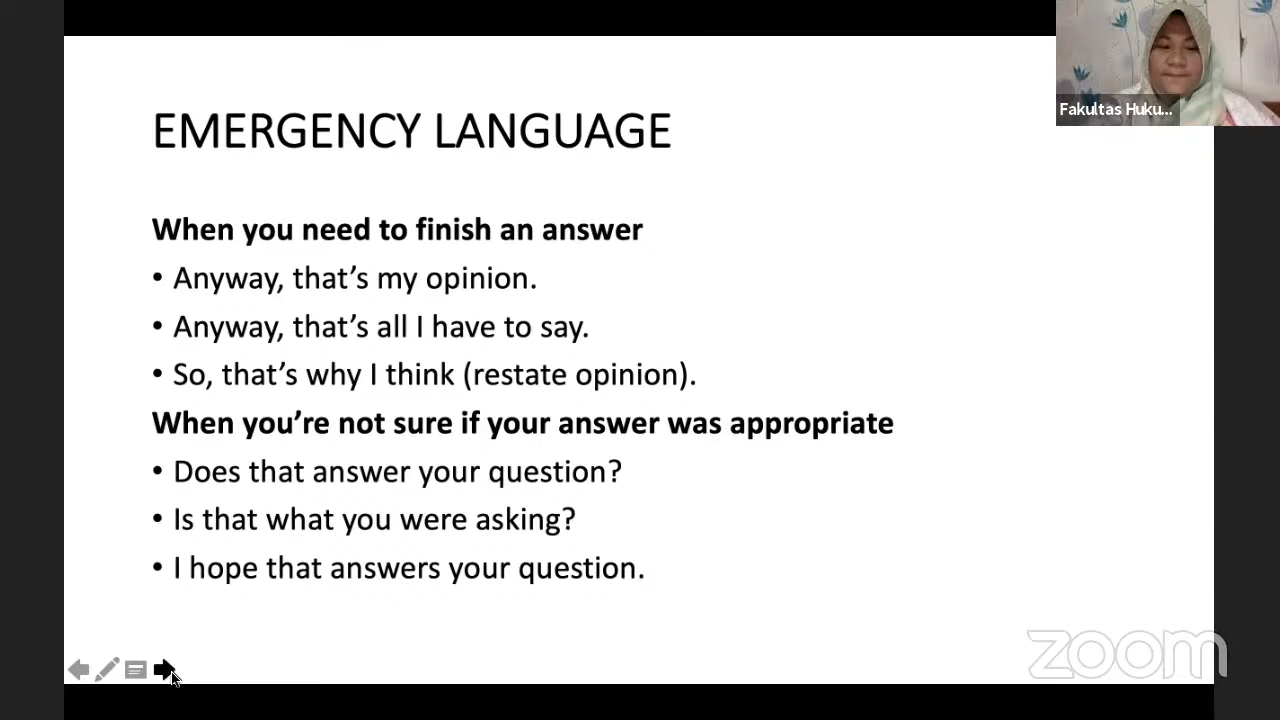 EMERGENCY LANGUAGE
When you need to finish an answer
• Anyway, that’s my opinion.
• Anyway, that’s all I have to say.
• So, that’s why I think (restate opinion).
When you’re not sure if your answer was appropriate
• Does that answer your question?
• Is that what you were asking?
• I hope that answers your question.
Fakultas Huku...
zoom